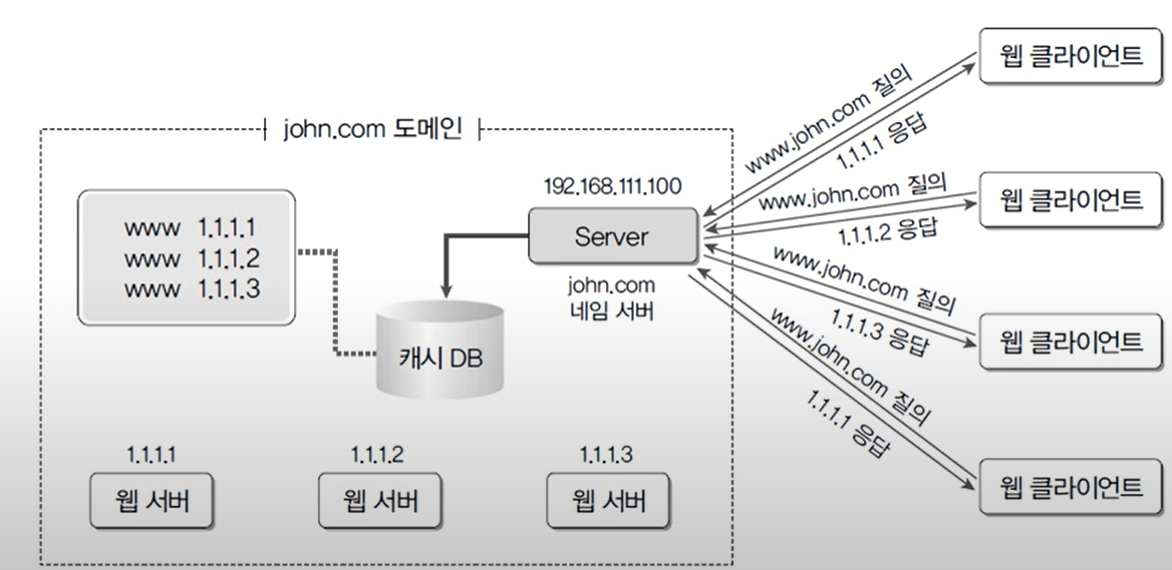 john.com 도메인
www 1.1.1.1
www 1.1.1.2
www 1.1.1.3
192.168.111.100
Server
john.com
네임 서버
캐시 DB
1.1.1.1
웹 서버
1.1.1.2
웹 서버
1.1.1.3
웹 서버
www.john.com 질의
1.1.1.1 응답
웹 클라이언트
www.john.com 질의
1.1.1.2 응답
웹 클라이언트
www.john.com 질의
1.1.1.3 응답
웹 클라이언트
www.john.com 질의
1.1.1.1 응답
웹 클라이언트